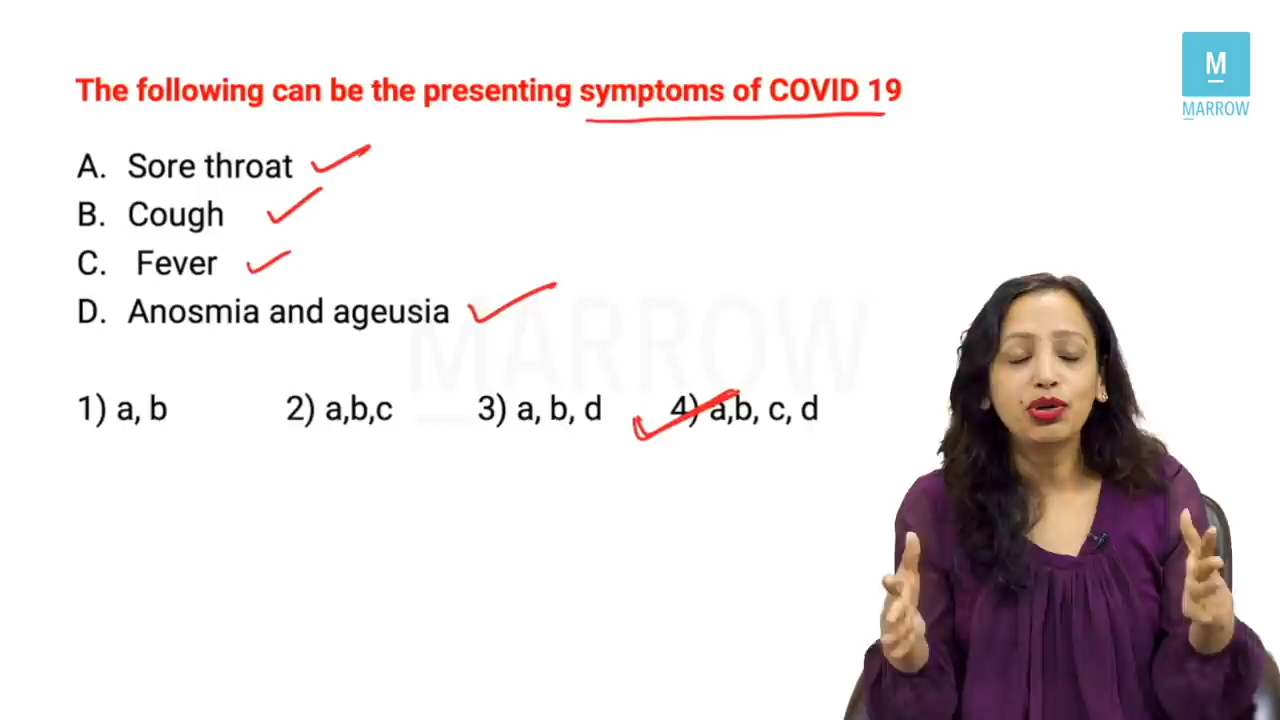 The following can be the presenting symptoms of COVID 19
M
MARROW
A. Sore throat
B. Cough
C. Fever
D. Anosmia and ageusia
MARROW
1) a, b 2) a,b,c 3) a, b, d 4) a,b, c, d